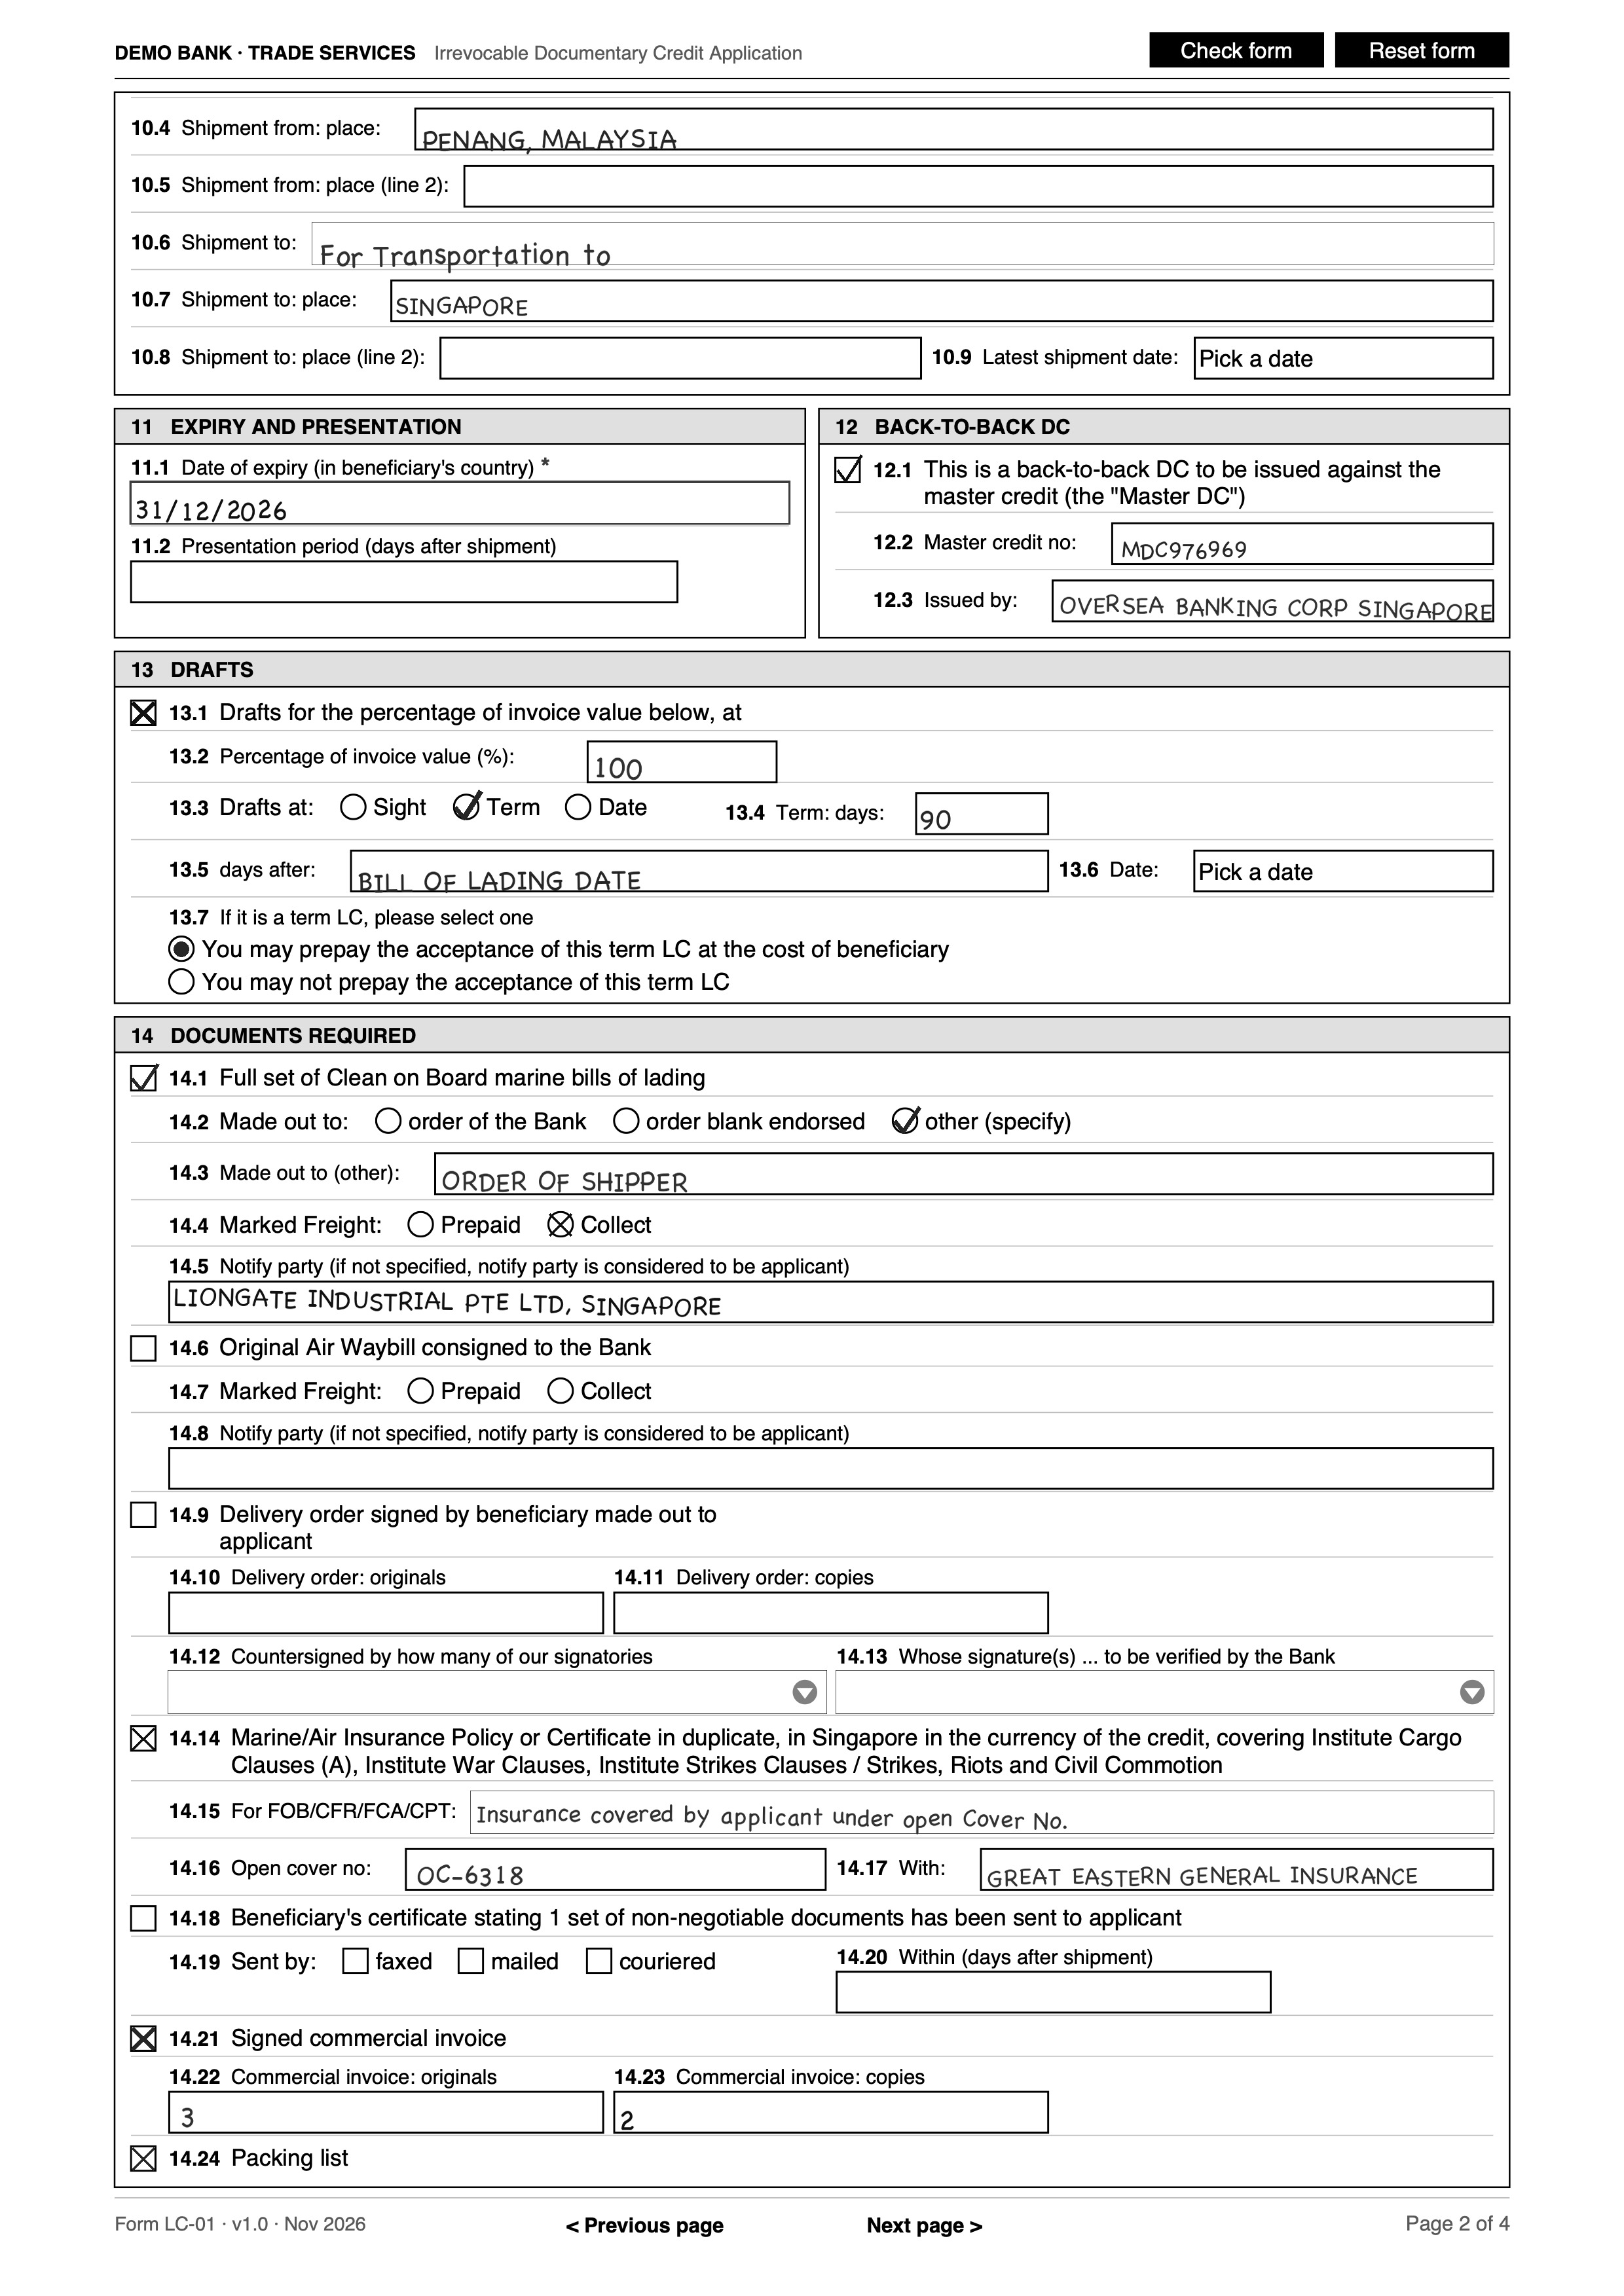 DEMO BANK · TRADE SERVICES Irrevocable Documentary Credit Application Check form Reset form
10.4 Shipment from: place: PENANG, MALAYSIA
10.5 Shipment from: place (line 2):
10.6 Shipment to: For Transportation to
10.7 Shipment to: place: SINGAPORE
10.8 Shipment to: place (line 2): 10.9 Latest shipment date: Pick a date
11 EXPIRY AND PRESENTATION
11.1 Date of expiry (in beneficiary's country) *
31/12/2026
11.2 Presentation period (days after shipment)
12 BACK-TO-BACK DC
12.1 This is a back-to-back DC to be issued against the
master credit (the "Master DC")
12.2 Master credit no: MDC976969
12.3 Issued by: OVERSEA BANKING CORP SINGAPORE
13 DRAFTS
13.1 Drafts for the percentage of invoice value below, at
13.2 Percentage of invoice value (%): 100
13.3 Drafts at: Sight Term Date 13.4 Term: days: 90
13.5 days after: BILL OF LADING DATE 13.6 Date: Pick a date
13.7 If it is a term LC, please select one
You may prepay the acceptance of this term LC at the cost of beneficiary
You may not prepay the acceptance of this term LC
14 DOCUMENTS REQUIRED
14.1 Full set of Clean on Board marine bills of lading
14.2 Made out to: order of the Bank order blank endorsed other (specify)
14.3 Made out to (other): ORDER OF SHIPPER
14.4 Marked Freight: Prepaid Collect
14.5 Notify party (if not specified, notify party is considered to be applicant)
LIONGATE INDUSTRIAL PTE LTD, SINGAPORE
14.6 Original Air Waybill consigned to the Bank
14.7 Marked Freight: Prepaid Collect
14.8 Notify party (if not specified, notify party is considered to be applicant)
14.9 Delivery order signed by beneficiary made out to
applicant
14.10 Delivery order: originals 14.11 Delivery order: copies
14.12 Countersigned by how many of our signatories 14.13 Whose signature(s) ... to be verified by the Bank
14.14 Marine/Air Insurance Policy or Certificate in duplicate, in Singapore in the currency of the credit, covering Institute Cargo
Clauses (A), Institute War Clauses, Institute Strikes Clauses / Strikes, Riots and Civil Commotion
14.15 For FOB/CFR/FCA/CPT: Insurance covered by applicant under open Cover No.
14.16 Open cover no: OC-6318 14.17 With: GREAT EASTERN GENERAL INSURANCE
14.18 Beneficiary's certificate stating 1 set of non-negotiable documents has been sent to applicant
14.19 Sent by: faxed mailed couriered 14.20 Within (days after shipment)
14.21 Signed commercial invoice
14.22 Commercial invoice: originals 14.23 Commercial invoice: copies
3 2
14.24 Packing list
Form LC-01 · v1.0 · Nov 2026 < Previous page Next page > Page 2 of 4